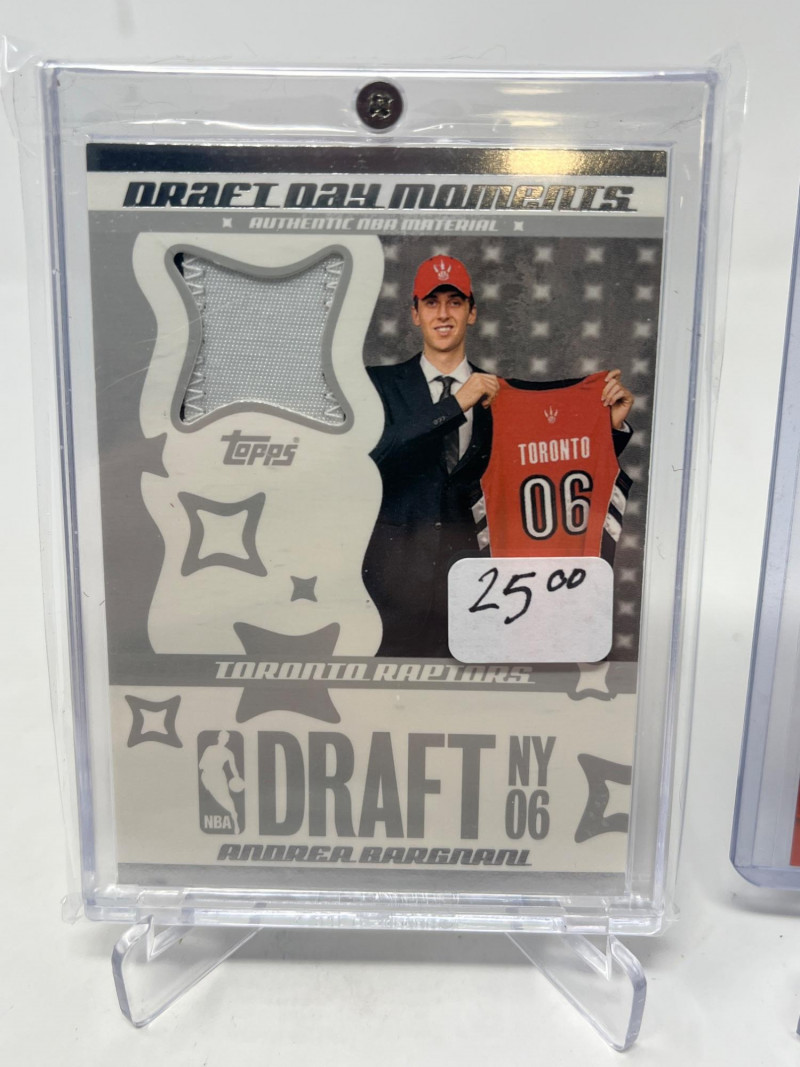 DRAFT DAY MOMENTS
AUTHENTIC NBA MATERIAL
topps
TORONTO
06
25 00
TORONTO RAPTORS
NBA
DRAFT
NY
06
ANDREA BARGNANI